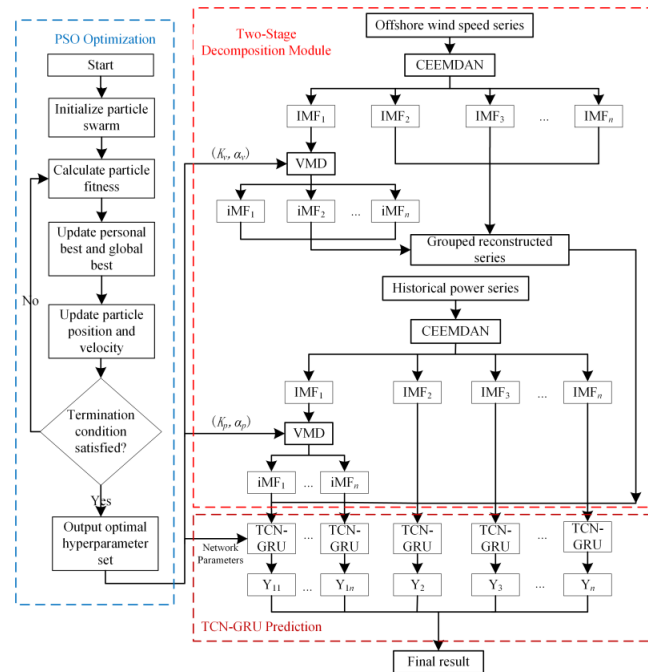 PSO Optimization
Start
Initialize particle
swarm
Calculate particle
fitness
Update personal
best and global
best
No
Update particle
position and
velocity
Termination
condition
satisfied?
Yes
Output optimal
hyperparameter
set
Two-Stage
Decomposition Module
Offshore wind speed series
CEEMDAN
IMF₁
IMF₂
IMF₃
...
IMFₙ
(Kᵥ, αᵥ)
VMD
iMF₁
iMF₂
...
iMFₙ
Grouped reconstructed
series
Historical power series
CEEMDAN
IMF₁
IMF₂
IMF₃
...
IMFₙ
(Kₚ, αₚ)
VMD
iMF₁
...
iMFₙ
Network
Parameters
TCN-
GRU
...
TCN-
GRU
TCN-
GRU
TCN-
GRU
...
TCN-
GRU
Y₁₁
...
Y₁ₙ
Y₂
Y₃
...
Yₙ
TCN-GRU Prediction
Final result